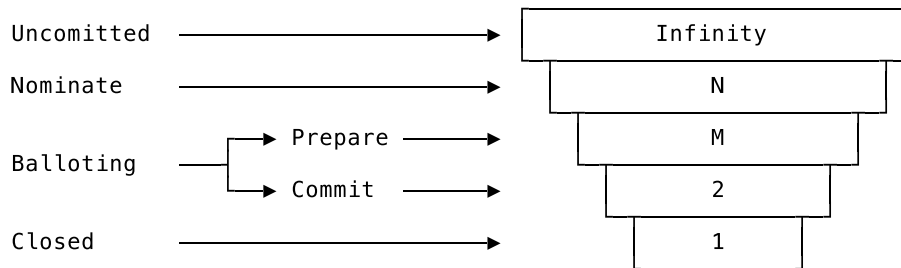 Uncomitted Infinity
Nominate N
Prepare M
Balloting
Commit 2
Closed 1